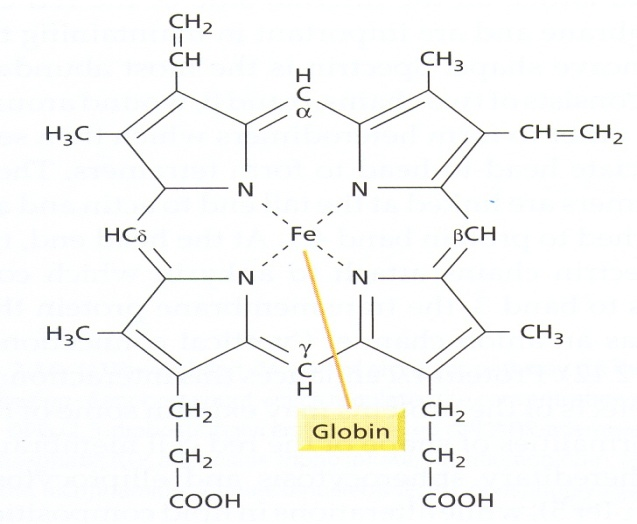 CH₂
CH
H
C
α
CH₃
H₃C
CH=CH₂
N
N
HCδ
Fe
βCH
N
N
H₃C
γ
C
H
CH₃
Globin
CH₂
CH₂
CH₂
CH₂
COOH
COOH